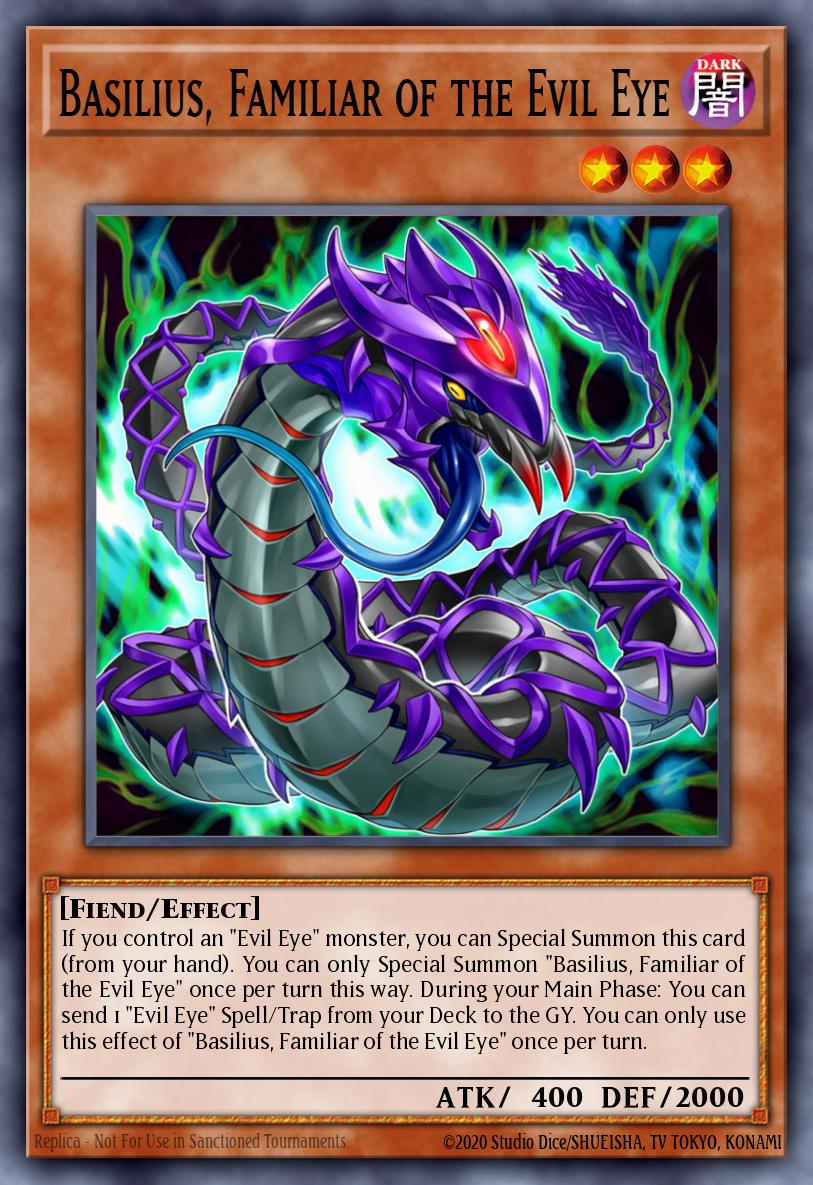 Basilius, Familiar of the Evil Eye
DARK
闇
[Fiend/Effect]
If you control an "Evil Eye" monster, you can Special Summon this card
(from your hand). You can only Special Summon "Basilius, Familiar of
the Evil Eye" once per turn this way. During your Main Phase: You can
send 1 "Evil Eye" Spell/Trap from your Deck to the GY. You can only use
this effect of "Basilius, Familiar of the Evil Eye" once per turn.
ATK/ 400 DEF/2000
Replica - Not For Use in Sanctioned Tournaments.
©2020 Studio Dice/SHUEISHA, TV TOKYO, KONAMI